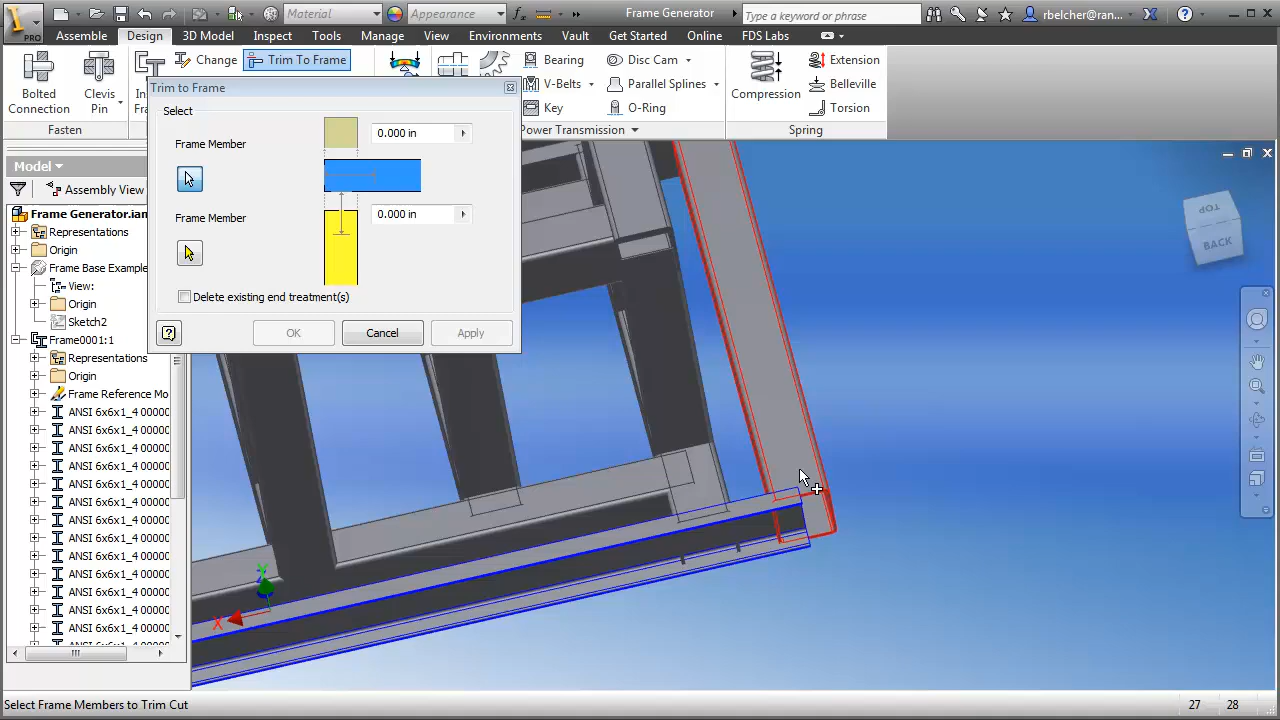 Material
Appearance
Frame Generator
Type a keyword or phrase
rbelcher@ran...
PRO
Assemble
Design
3D Model
Inspect
Tools
Manage
View
Environments
Vault
Get Started
Online
FDS Labs
Change
Trim To Frame
Bearing
Disc Cam
Extension
V-Belts
Parallel Splines
Belleville
Key
O-Ring
Torsion
Bolted
Connection
Clevis
Pin
Compression
Fasten
Power Transmission
Spring
Trim to Frame
Select
Frame Member
0.000 in
Frame Member
0.000 in
Delete existing end treatment(s)
OK
Cancel
Apply
Model
Assembly View
Frame Generator.iam
Representations
Origin
Frame Base Example
View:
Origin
Sketch2
Frame0001:1
Representations
Origin
Frame Reference Mo
ANSI 6x6x1_4 00000
ANSI 6x6x1_4 00000
ANSI 6x6x1_4 00000
ANSI 6x6x1_4 00000
ANSI 6x6x1_4 00000
ANSI 6x6x1_4 00000
ANSI 6x6x1_4 00000
ANSI 6x6x1_4 00000
ANSI 6x6x1_4 00000
ANSI 6x6x1_4 00000
ANSI 6x6x1_4 00000
ANSI 6x6x1_4 00000
ANSI 6x6x1_4 00000
TOP
BACK
Y
X
Select Frame Members to Trim Cut
27
28